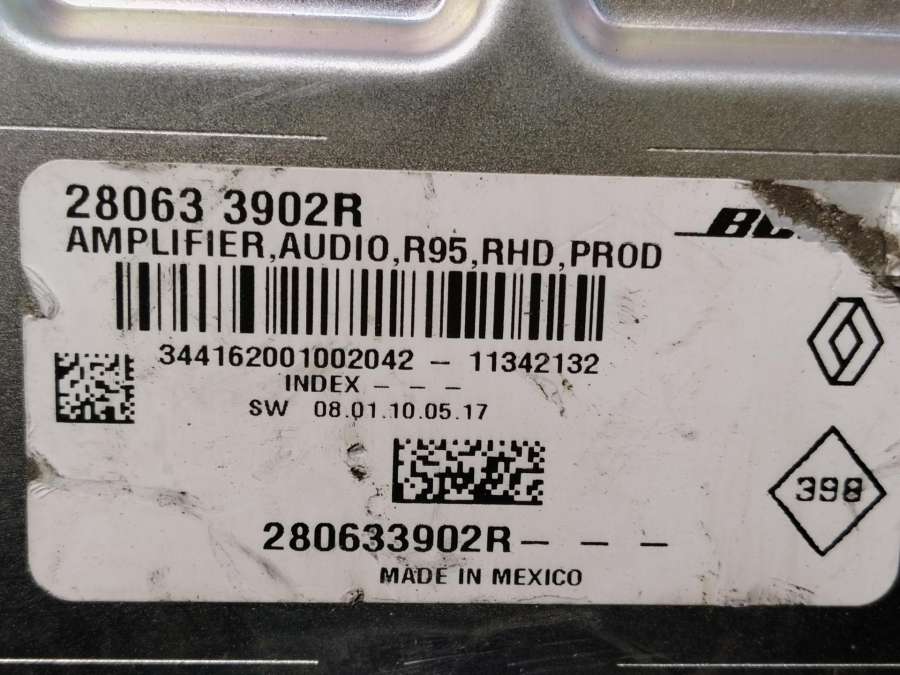 28063 3902R
AMPLIFIER,AUDIO,R95,RHD,PROD
344162001002042 - 11342132
INDEX - - -
SW 08.01.10.05.17
398
280633902R- - -
MADE IN MEXICO